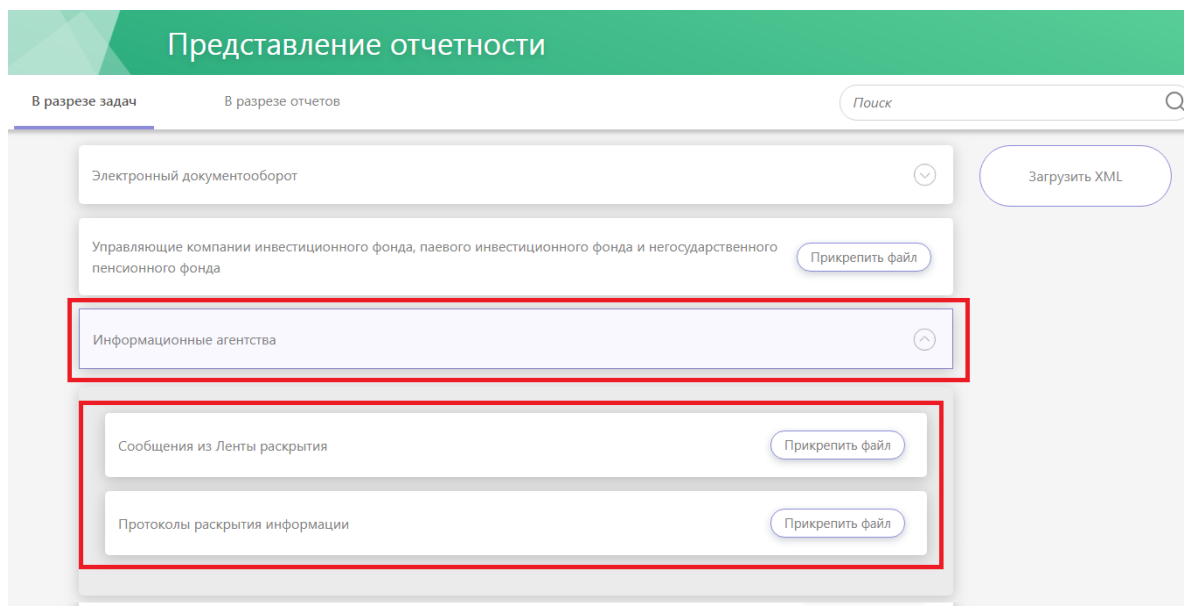 Представление отчетности
В разрезе задач
В разрезе отчетов
Поиск
Электронный документооборот
Загрузить XML
Управляющие компании инвестиционного фонда, паевого инвестиционного фонда и негосударственного
пенсионного фонда
Прикрепить файл
Информационные агентства
Сообщения из Ленты раскрытия
Прикрепить файл
Протоколы раскрытия информации
Прикрепить файл